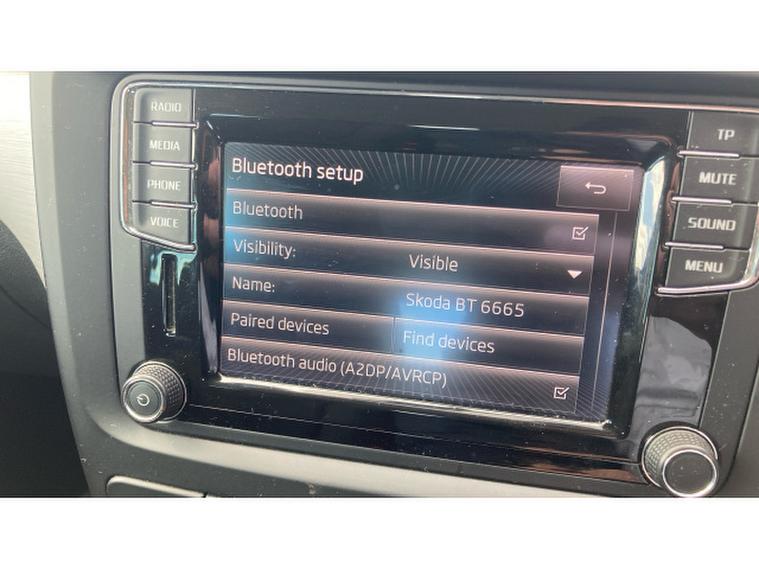 RADIO
MEDIA
PHONE
VOICE
Bluetooth setup
Bluetooth
Visibility: Visible
Name: Skoda BT 6665
Paired devices Find devices
Bluetooth audio (A2DP/AVRCP)
TP
MUTE
SOUND
MENU